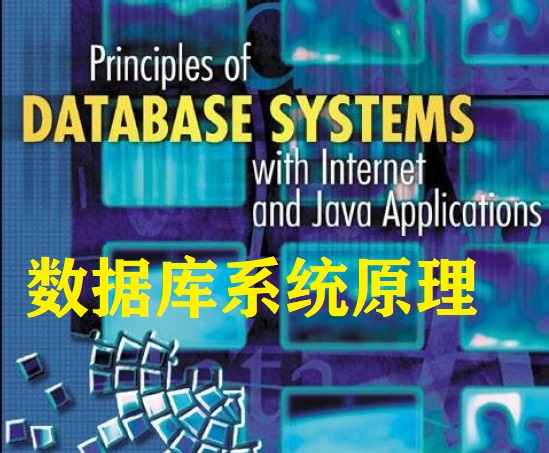 Principles of
DATABASE SYSTEMS
with Internet
and Java Applications
数据库系统原理